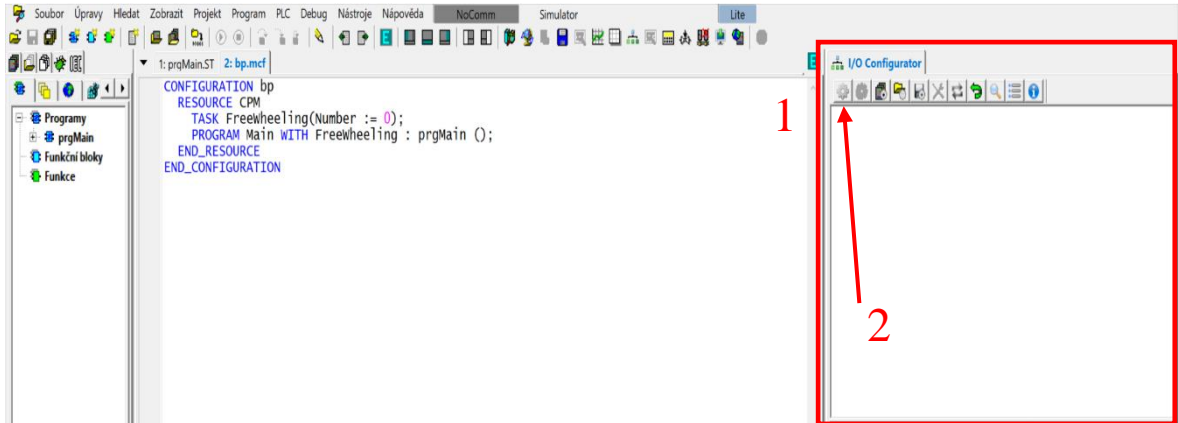 Soubor Úpravy Hledat Zobrazit Projekt Program PLC Debug Nástroje Nápověda NoComm Simulator Lite
1: prgMain.ST 2: bp.mcf
I/O Configurator
Programy
prgMain
Funkční bloky
Funkce
CONFIGURATION bp
RESOURCE CPM
TASK FreeWheeling(Number := 0);
PROGRAM Main WITH FreeWheeling : prgMain ();
END_RESOURCE
END_CONFIGURATION
1
2